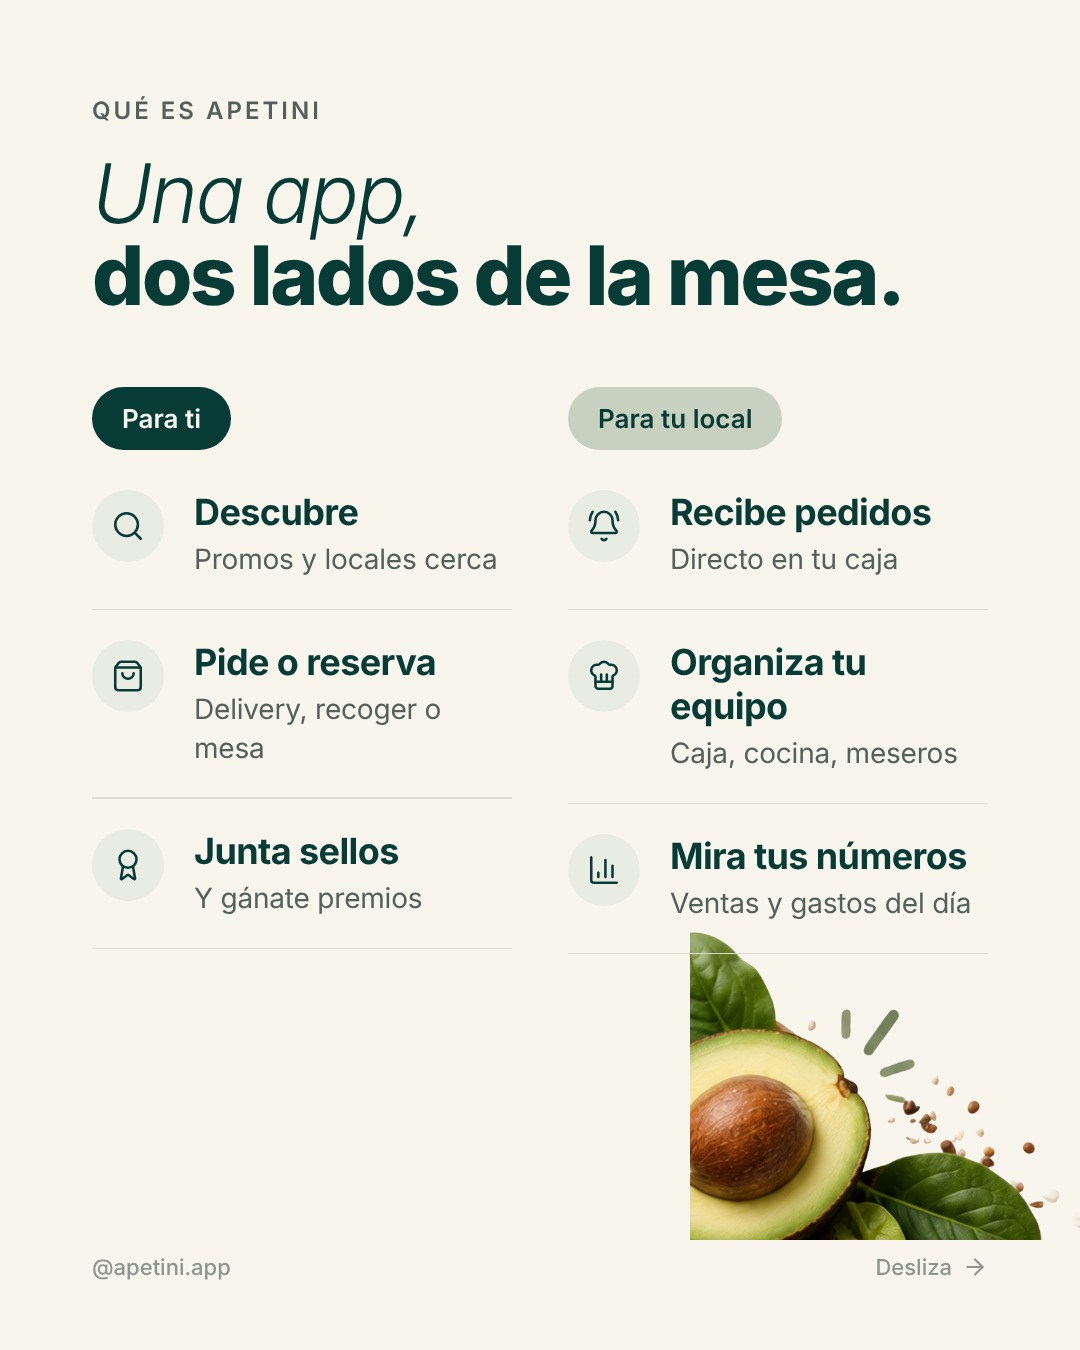 QUÉ ES APETINI
Una app,
dos lados de la mesa.
Para ti
Descubre
Promos y locales cerca
Pide o reserva
Delivery, recoger o
mesa
Junta sellos
Y gánate premios
Para tu local
Recibe pedidos
Directo en tu caja
Organiza tu
equipo
Caja, cocina, meseros
Mira tus números
Ventas y gastos del día
@apetini.app
Desliza →